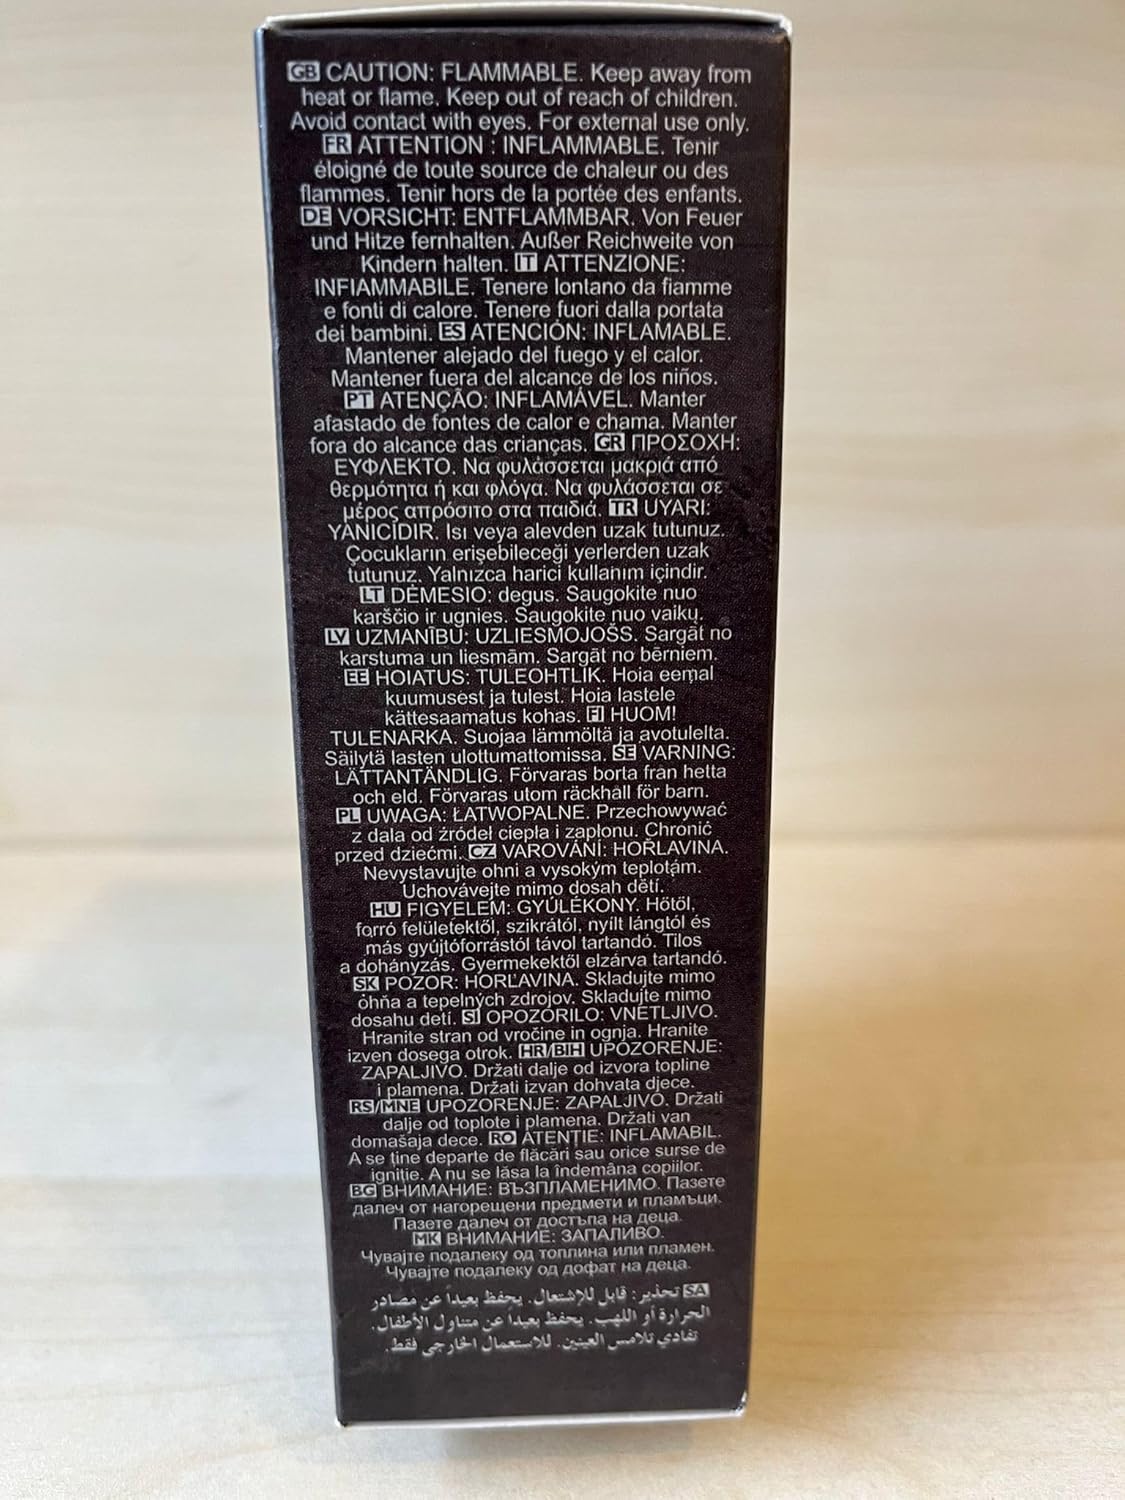 GB CAUTION: FLAMMABLE. Keep away from
heat or flame. Keep out of reach of children.
Avoid contact with eyes. For external use only.
FR ATTENTION : INFLAMMABLE. Tenir
éloigné de toute source de chaleur ou des
flammes. Tenir hors de la portée des enfants.
DE VORSICHT: ENTFLAMMBAR. Von Feuer
und Hitze fernhalten. Außer Reichweite von
Kindern halten. IT ATTENZIONE:
INFIAMMABILE. Tenere lontano da fiamme
e fonti di calore. Tenere fuori dalla portata
dei bambini. ES ATENCIÓN: INFLAMABLE.
Mantener alejado del fuego y el calor.
Mantener fuera del alcance de los niños.
PT ATENÇÃO: INFLAMÁVEL. Manter
afastado de fontes de calor e chama. Manter
fora do alcance das crianças. GR ΠΡΟΣΟΧΗ:
ΕΥΦΛΕΚΤΟ. Να φυλάσσεται μακριά από
θερμότητα ή και φλόγα. Να φυλάσσεται σε
μέρος απρόσιτο στα παιδιά. TR UYARI:
YANICIDIR. Isı veya alevden uzak tutunuz.
Çocukların erişebileceği yerlerden uzak
tutunuz. Yalnızca harici kullanım içindir.
LT DĖMESIO: degus. Saugokite nuo
karščio ir ugnies. Saugokite nuo vaikų.
LV UZMANĪBU: UZLIESMOJOŠS. Sargāt no
karstuma un liesmām. Sargāt no bērniem.
EE HOIATUS: TULEOHTLIK. Hoia eemal
kuumusest ja tulest. Hoia lastele
kättesaamatus kohas. FI HUOM!
TULENARKA. Suojaa lämmöltä ja avotulelta.
Säilytä lasten ulottumattomissa. SE VARNING:
LÄTTANTÄNDLIG. Förvaras borta från hetta
och eld. Förvaras utom räckhåll för barn.
PL UWAGA: ŁATWOPALNE. Przechowywać
z dala od źródeł ciepła i zapłonu. Chronić
przed dziećmi. CZ VAROVÁNÍ: HOŘLAVINA.
Nevystavujte ohni a vysokým teplotám.
Uchovávejte mimo dosah dětí.
HU FIGYELEM: GYÚLÉKONY. Hőtől,
forró felületektől, szikrától, nyílt lángtól és
más gyújtóforrástól távol tartandó. Tilos
a dohányzás. Gyermekektől elzárva tartandó.
SK POZOR: HORĽAVINA. Skladujte mimo
ohňa a tepelných zdrojov. Skladujte mimo
dosahu detí. SI OPOZORILO: VNETLJIVO.
Hranite stran od vročine in ognja. Hranite
izven dosega otrok. HR/BIH UPOZORENJE:
ZAPALJIVO. Držati dalje od izvora topline
i plamena. Držati izvan dohvata djece.
RS/MNE UPOZORENJE: ZAPALJIVO. Držati
dalje od toplote i plamena. Držati van
domašaja dece. RO ATENȚIE: INFLAMABIL.
A se ține departe de flăcări sau orice surse de
igniție. A nu se lăsa la îndemâna copiilor.
BG ВНИМАНИЕ: ВЪЗПЛАМЕНИМО. Пазете
далеч от нагорещени предмети и пламъци.
Пазете далеч от достъпа на деца.
MK ВНИМАНИЕ: ЗАПАЛИВО.
Чувајте подалеку од топлина или пламен.
Чувајте подалеку од дофат на деца.
SA تحذير: قابل للإشتعال. يحفظ بعيداً عن مصادر
الحرارة أو اللهب. يحفظ بعيداً عن متناول الأطفال.
تفادي تلامس العينين. للاستعمال الخارجي فقط.